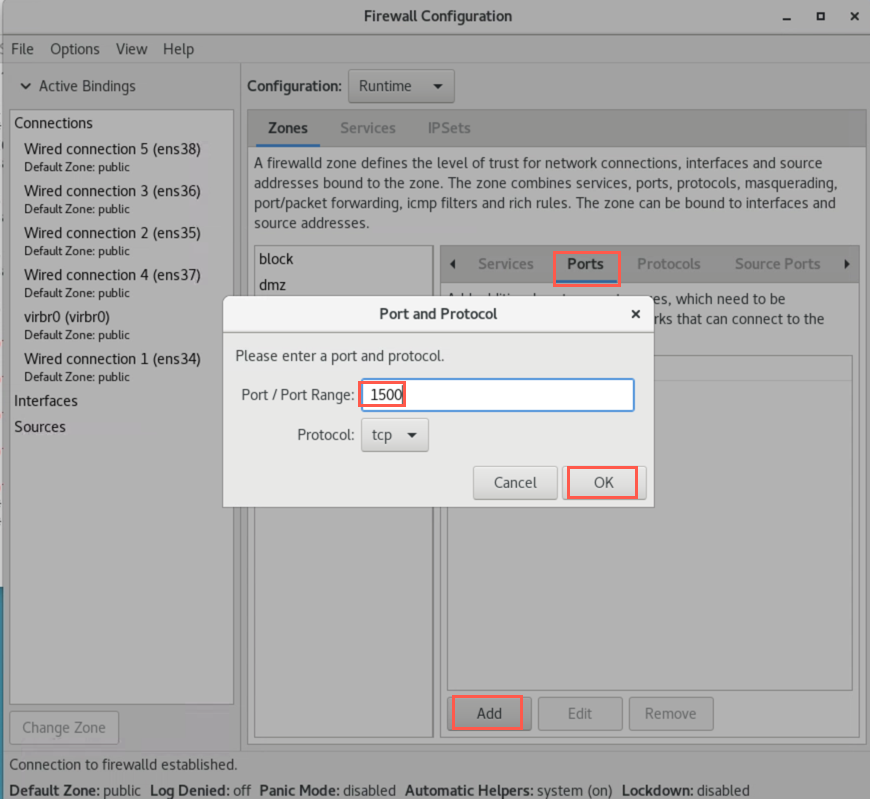 Firewall Configuration
File Options View Help
Active Bindings
Configuration: Runtime
Connections
Wired connection 5 (ens38)
Default Zone: public
Wired connection 3 (ens36)
Default Zone: public
Wired connection 2 (ens35)
Default Zone: public
Wired connection 4 (ens37)
Default Zone: public
virbr0 (virbr0)
Default Zone: public
Wired connection 1 (ens34)
Default Zone: public
Interfaces
Sources
Change Zone
Zones Services IPSets
A firewalld zone defines the level of trust for network connections, interfaces and source
addresses bound to the zone. The zone combines services, ports, protocols, masquerading,
port/packet forwarding, icmp filters and rich rules. The zone can be bound to interfaces and
source addresses.
block
dmz
Services Ports Protocols Source Ports
which need to be
that can connect to the
Port and Protocol
Please enter a port and protocol.
Port / Port Range: 1500
Protocol: tcp
Cancel OK
Add Edit Remove
Connection to firewalld established.
Default Zone: public Log Denied: off Panic Mode: disabled Automatic Helpers: system (on) Lockdown: disabled